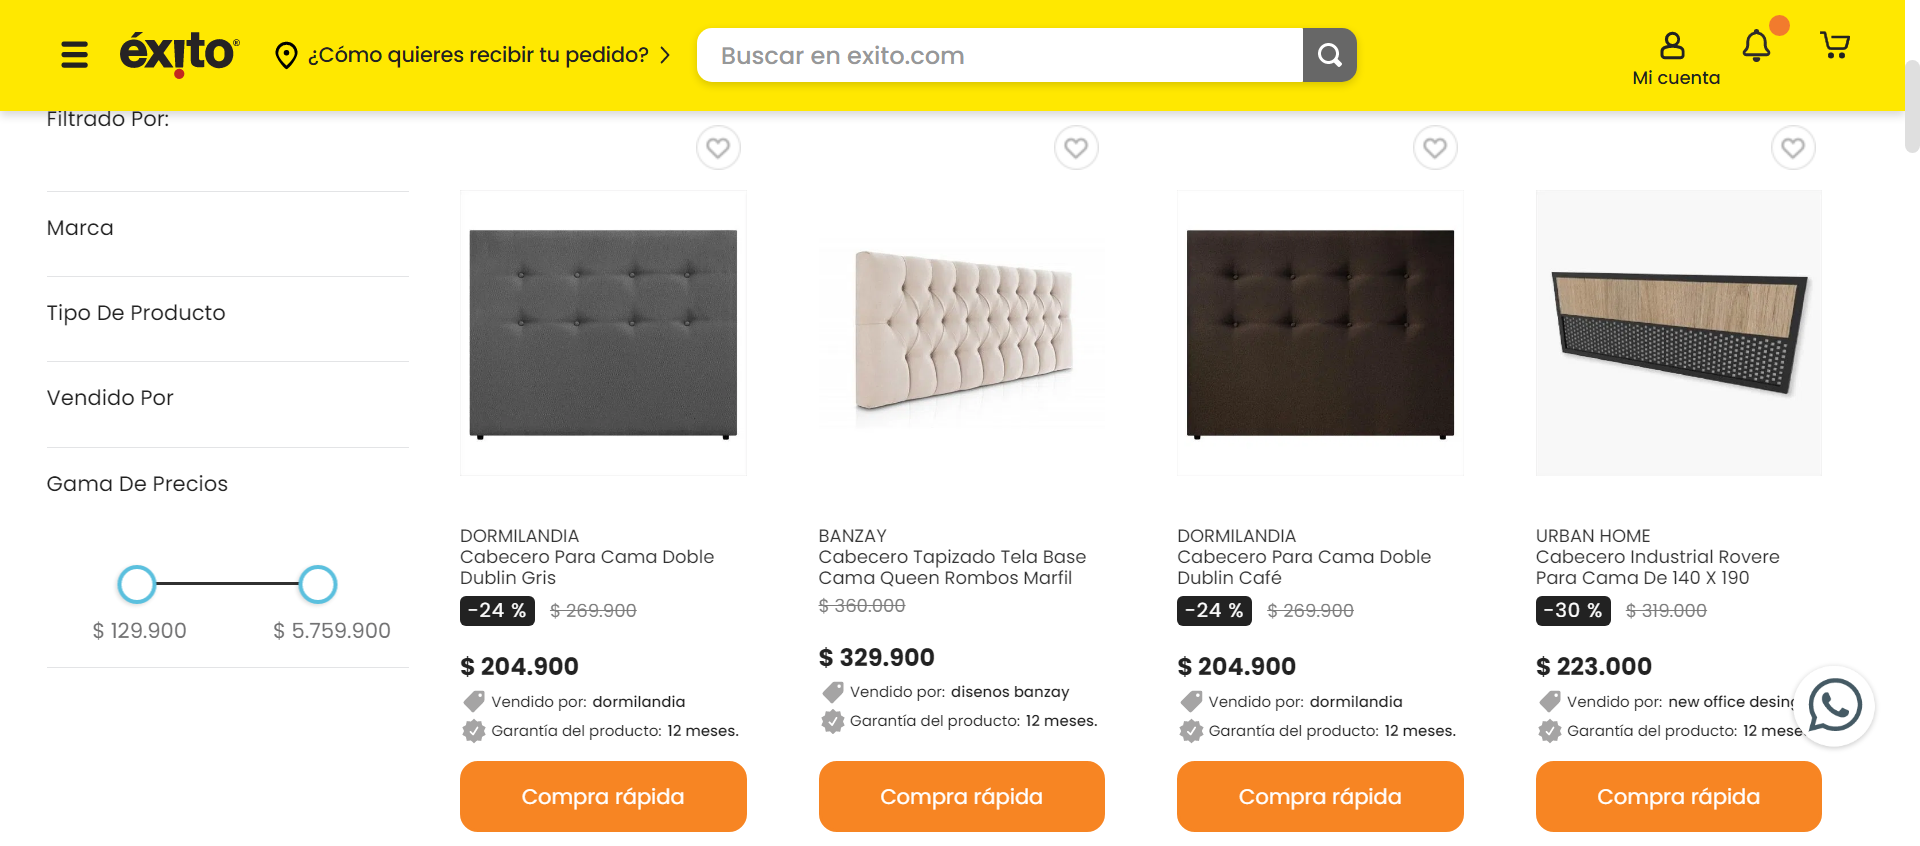 éxito®
¿Cómo quieres recibir tu pedido?
Buscar en exito.com
Mi cuenta
Filtrado Por:
Marca
Tipo De Producto
Vendido Por
Gama De Precios
$ 129.900
$ 5.759.900
DORMILANDIA
Cabecero Para Cama Doble
Dublin Gris
-24 % $ 269.900
$ 204.900
Vendido por: dormilandia
Garantía del producto: 12 meses.
Compra rápida
BANZAY
Cabecero Tapizado Tela Base
Cama Queen Rombos Marfil
$ 360.000
$ 329.900
Vendido por: disenos banzay
Garantía del producto: 12 meses.
Compra rápida
DORMILANDIA
Cabecero Para Cama Doble
Dublin Café
-24 % $ 269.900
$ 204.900
Vendido por: dormilandia
Garantía del producto: 12 meses.
Compra rápida
URBAN HOME
Cabecero Industrial Rovere
Para Cama De 140 X 190
-30 % $ 319.000
$ 223.000
Vendido por: new office desing
Garantía del producto: 12 mese
Compra rápida